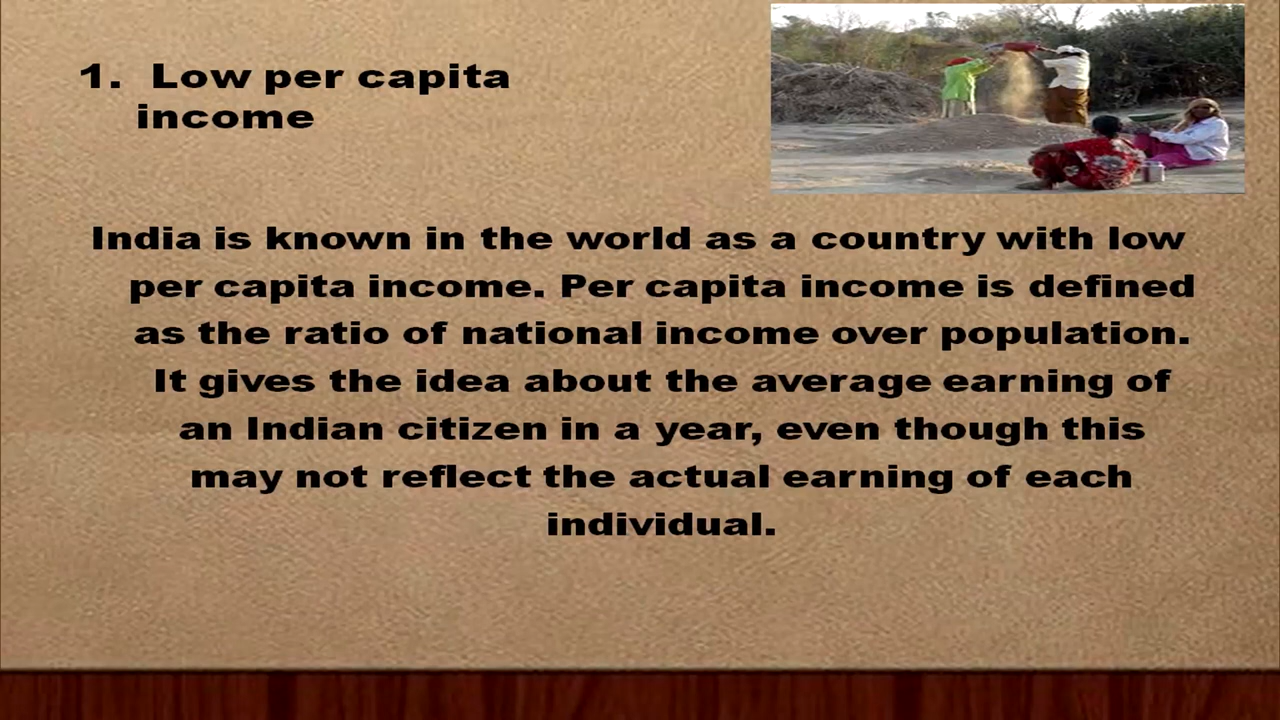 1. Low per capita
income
India is known in the world as a country with low
per capita income. Per capita income is defined
as the ratio of national income over population.
It gives the idea about the average earning of
an Indian citizen in a year, even though this
may not reflect the actual earning of each
individual.